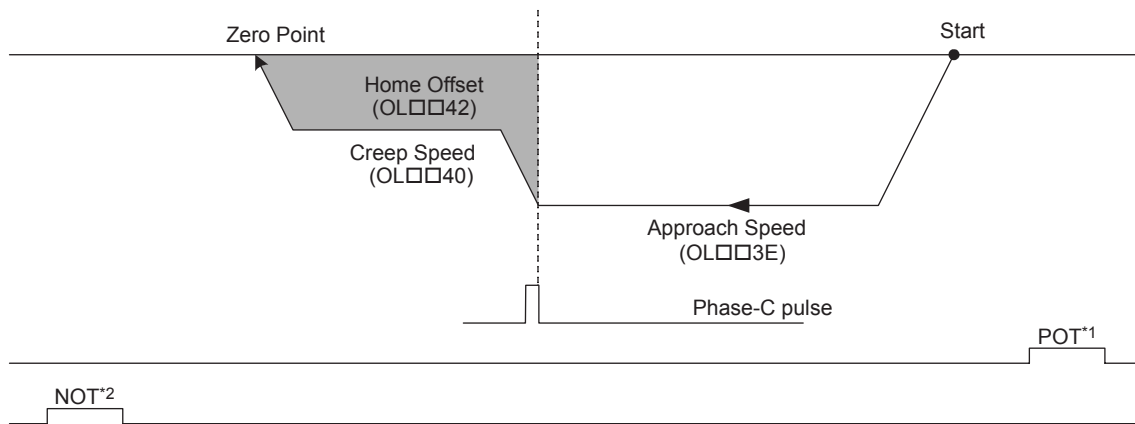 Zero Point
Start
Home Offset
(OL□□42)
Creep Speed
(OL□□40)
Approach Speed
(OL□□3E)
Phase-C pulse
POT*1
NOT*2